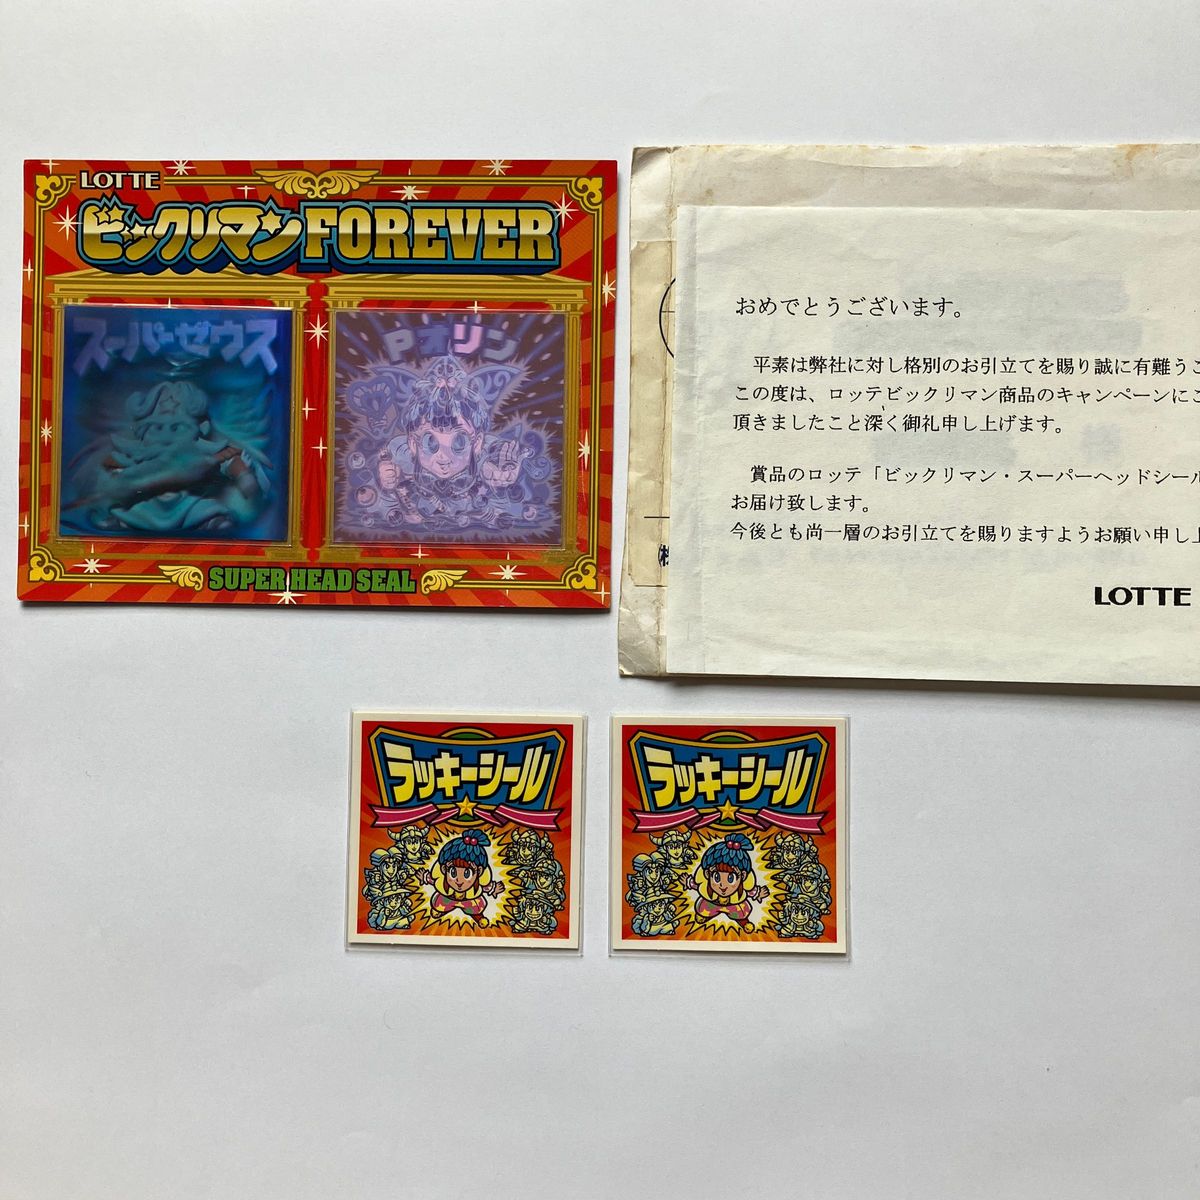 LOTTE
ビックリマンFOREVER
スーパーゼウス
Pオリン
SUPER HEAD SEAL
おめでとうございます。
平素は弊社に対し格別のお引立てを賜り誠に有難う
この度は、ロッテビックリマン商品のキャンペーンに
頂きましたこと深く御礼申し上げます。
賞品のロッテ「ビックリマン・スーパーヘッドシール
お届け致します。
今後とも尚一層のお引立てを賜りますようお願い申し
LOTTE
ラッキーシール
ラッキーシール